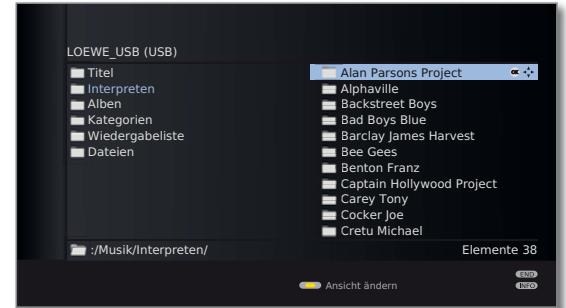 LOEWE_USB (USB)
Titel
Interpreten
Alben
Kategorien
Wiedergabeliste
Dateien
Alan Parsons Project OK
Alphaville
Backstreet Boys
Bad Boys Blue
Barclay James Harvest
Bee Gees
Benton Franz
Captain Hollywood Project
Carey Tony
Cocker Joe
Cretu Michael
:/Musik/Interpreten/
Elemente 38
END
Ansicht ändern
INFO